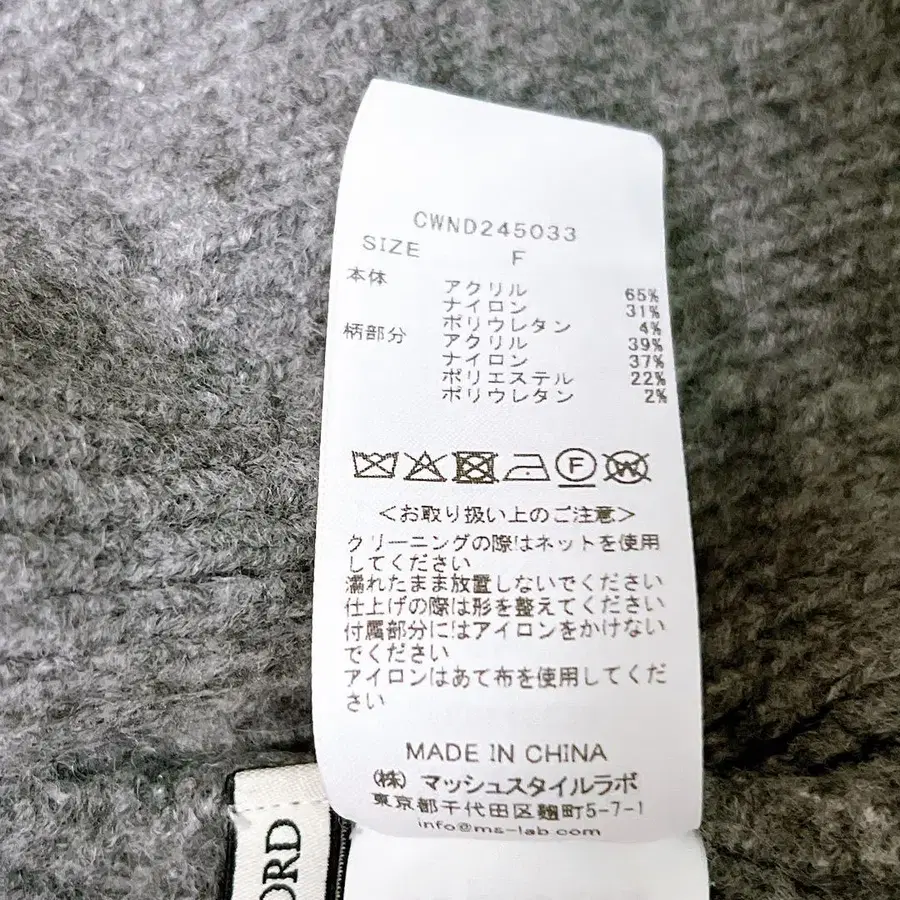 CWND245033
SIZE F
本体 アクリル 65%
ナイロン 31%
ポリウレタン 4%
柄部分 アクリル 39%
ナイロン 37%
ポリエステル 22%
ポリウレタン 2%
F W
<お取り扱い上のご注意>
クリーニングの際はネットを使用
してください
濡れたまま放置しないでください
仕上げの際は形を整えてください
付属部分にはアイロンをかけない
でください
アイロンはあて布を使用してくだ
さい
MADE IN CHINA
(株) マッシュスタイルラボ
東京都千代田区麹町5-7-1
info@ms-lab.com
ORD